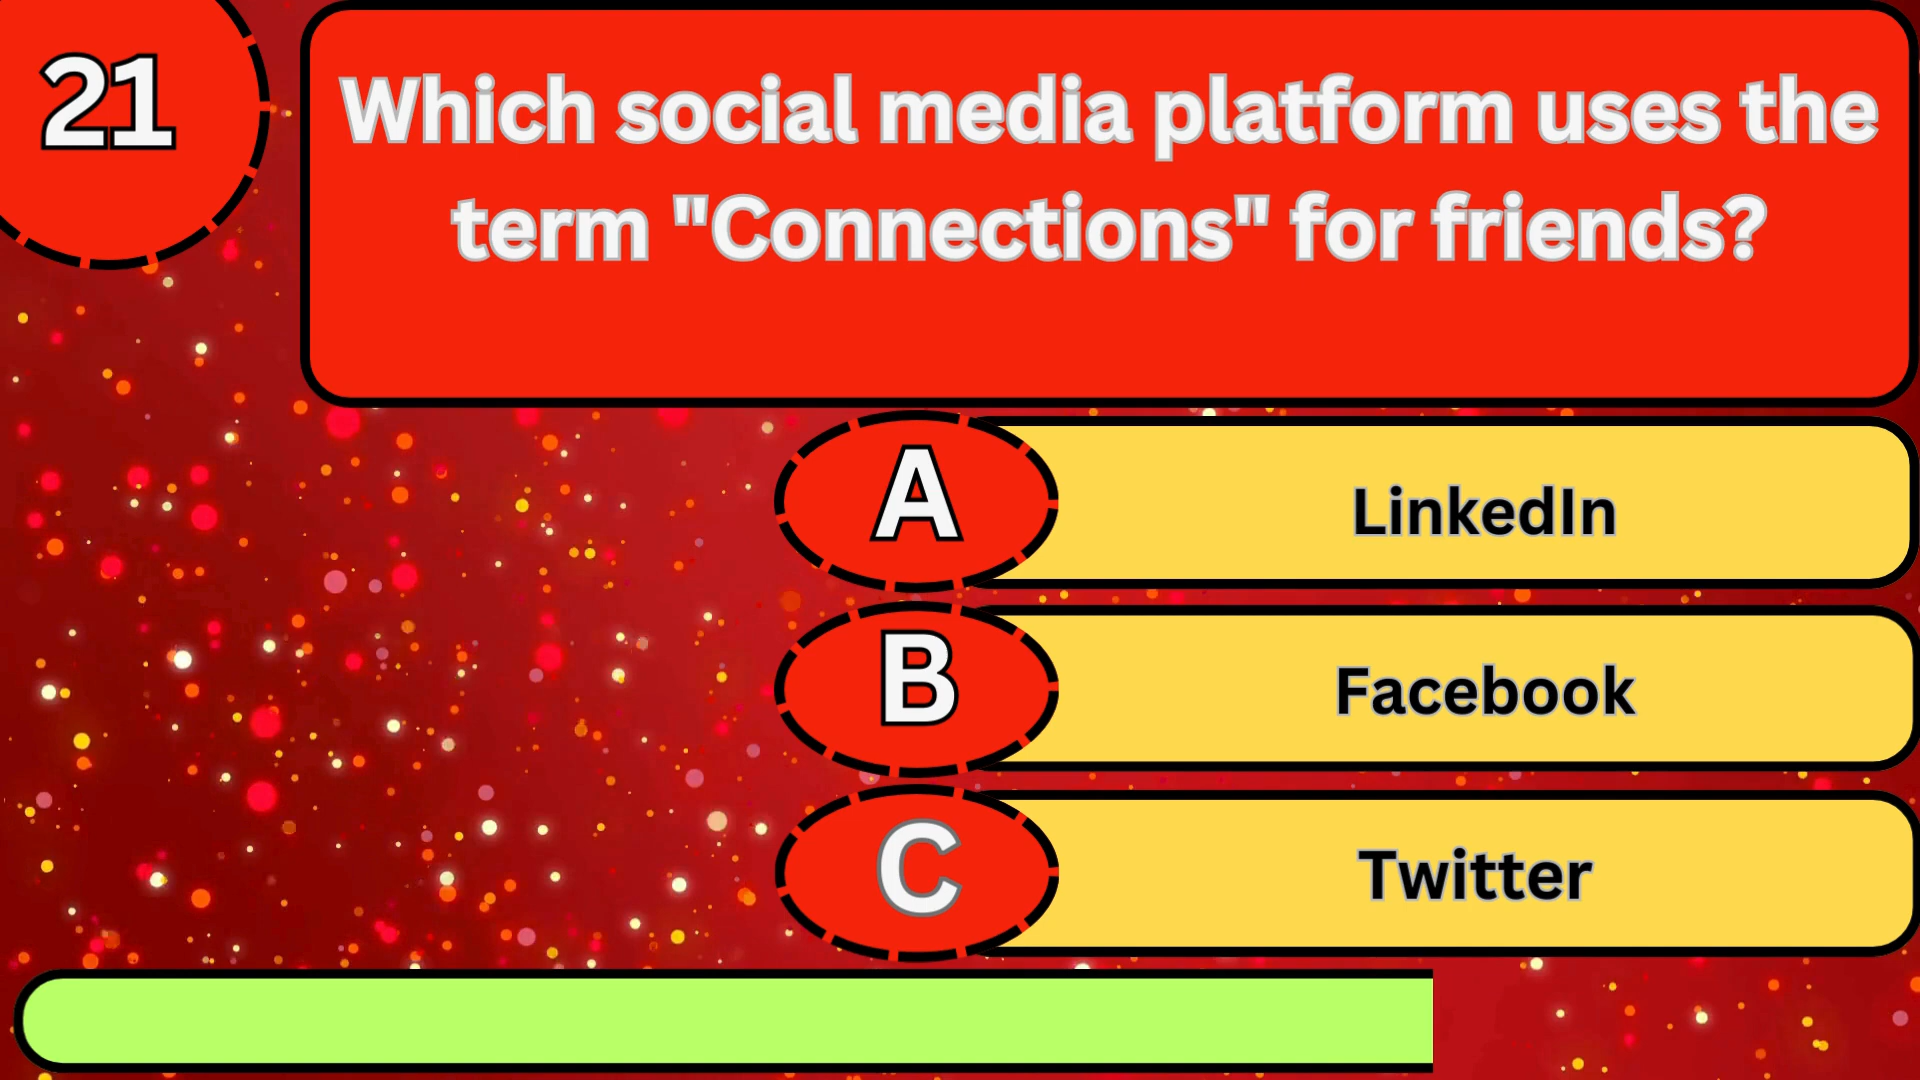 21
Which social media platform uses the
term "Connections" for friends?
A
LinkedIn
B
Facebook
C
Twitter